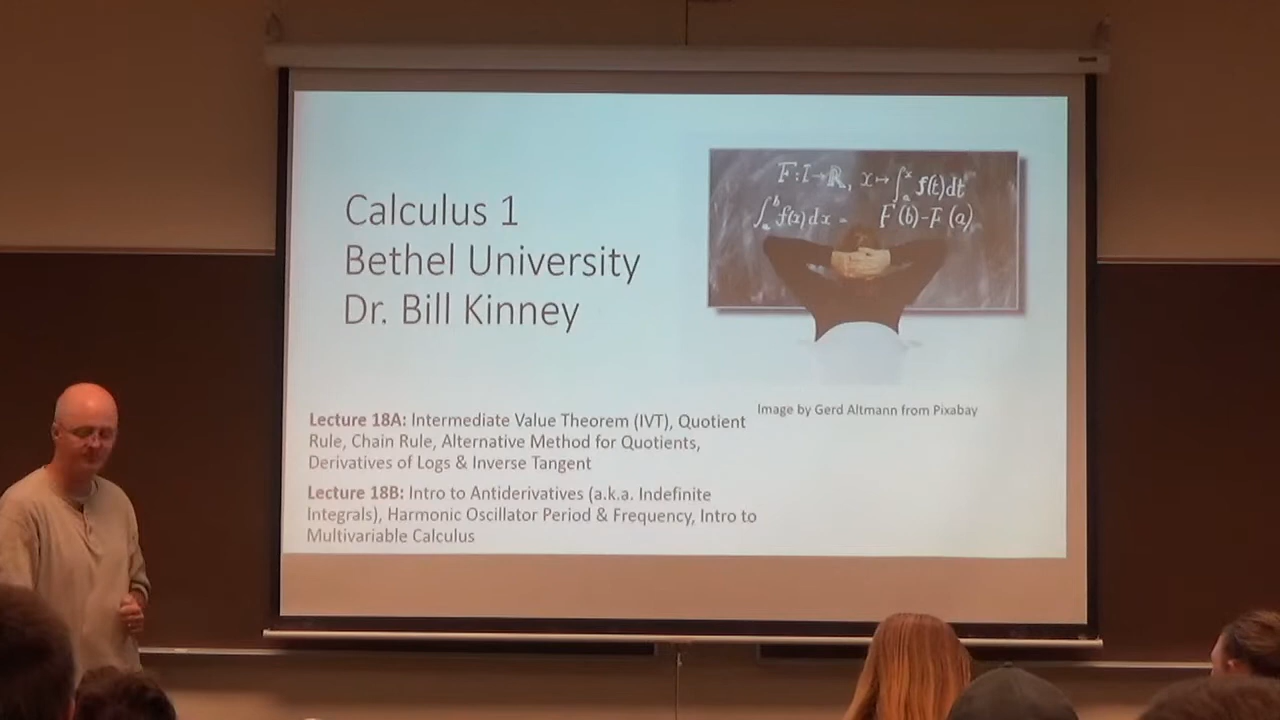 Calculus 1
Bethel University
Dr. Bill Kinney
F:I→ℝ, x↦∫ₐˣ f(t)dt
∫ₐᵇ f(x)dx = F(b)-F(a)
Image by Gerd Altmann from Pixabay
Lecture 18A: Intermediate Value Theorem (IVT), Quotient
Rule, Chain Rule, Alternative Method for Quotients,
Derivatives of Logs & Inverse Tangent
Lecture 18B: Intro to Antiderivatives (a.k.a. Indefinite
Integrals), Harmonic Oscillator Period & Frequency, Intro to
Multivariable Calculus